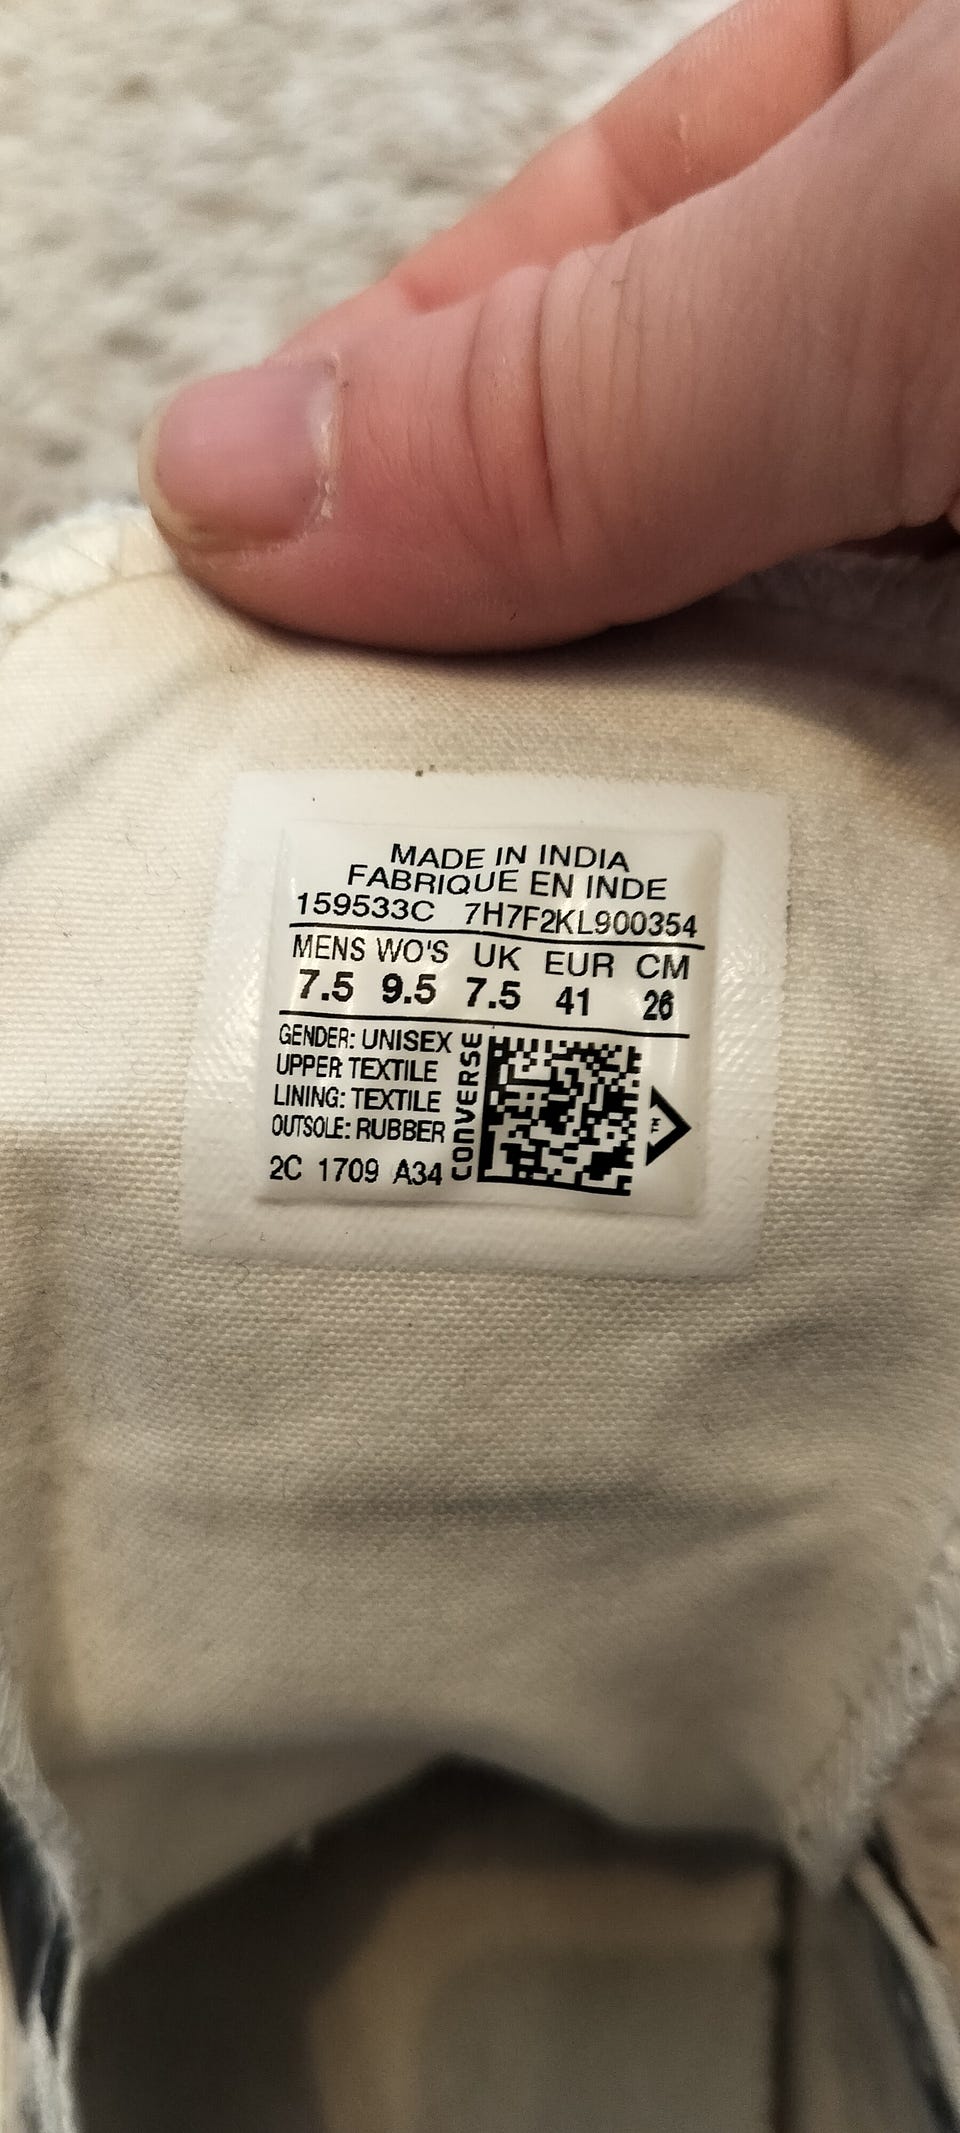 MADE IN INDIA
FABRIQUE EN INDE
159533C 7H7F2KL900354
MENS WO'S UK EUR CM
7.5 9.5 7.5 41 26
GENDER: UNISEX
UPPER TEXTILE
LINING: TEXTILE
OUTSOLE: RUBBER
2C 1709 A34
CONVERSE